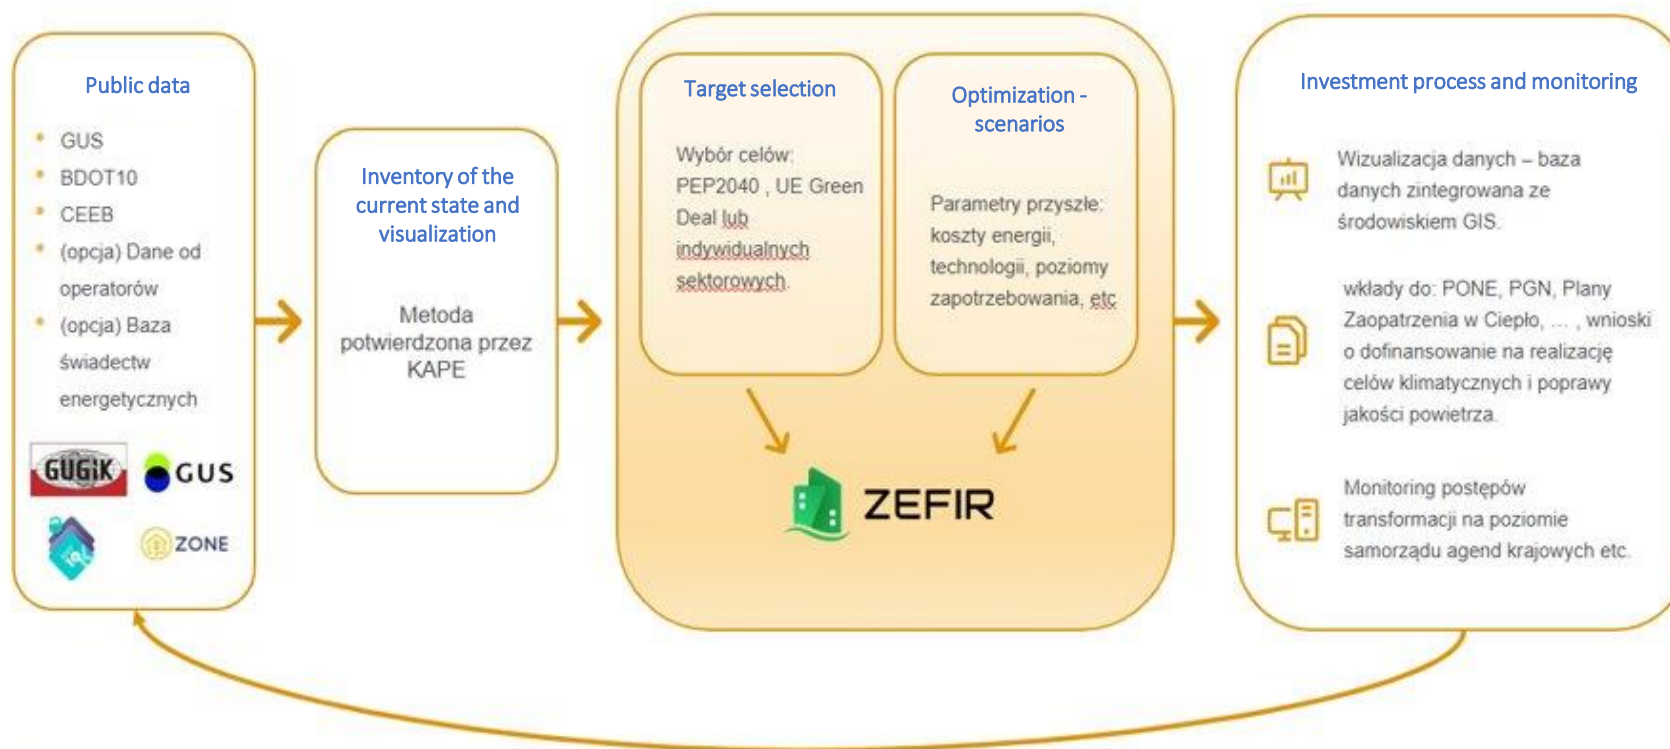 Public data
• GUS
• BDOT10
• CEEB
• (opcja) Dane od
operatorów
• (opcja) Baza
świadectw
energetycznych
GUGiK
GUS
ZONE
Inventory of the
current state and
visualization
Metoda
potwierdzona przez
KAPE
Target selection
Wybór celów:
PEP2040 , UE Green
Deal lub
indywidualnych
sektorowych.
Optimization -
scenarios
Parametry przyszłe:
koszty energii,
technologii, poziomy
zapotrzebowania, etc
ZEFIR
Investment process and monitoring
Wizualizacja danych – baza
danych zintegrowana ze
środowiskiem GIS.
wkłady do: PONE, PGN, Plany
Zaopatrzenia w Ciepło, … , wnioski
o dofinansowanie na realizację
celów klimatycznych i poprawy
jakości powietrza.
Monitoring postępów
transformacji na poziomie
samorządu agend krajowych etc.